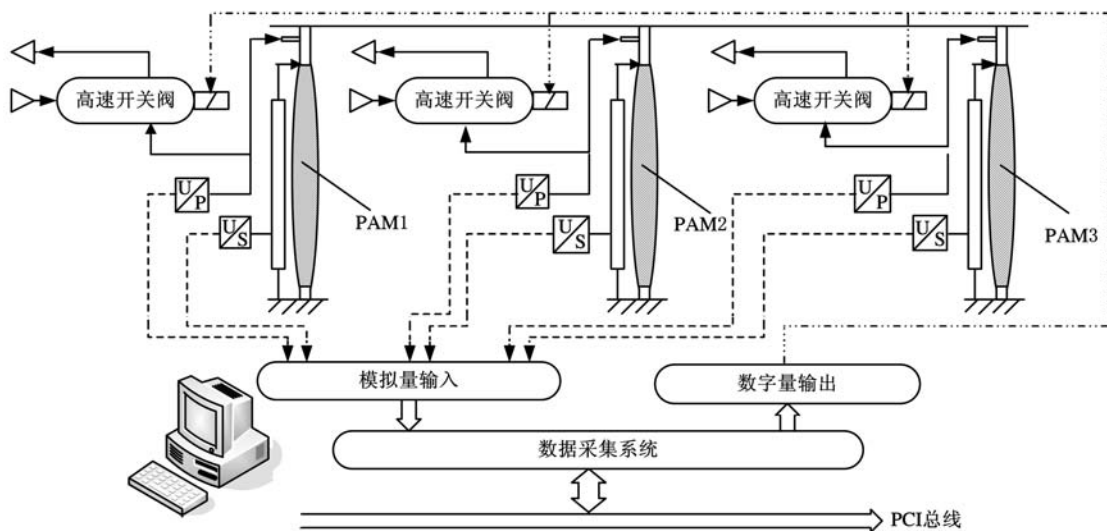 高速开关阀
高速开关阀
高速开关阀
U/P
U/P
U/P
U/S
U/S
U/S
PAM1
PAM2
PAM3
模拟量输入
数字量输出
数据采集系统
PCI总线